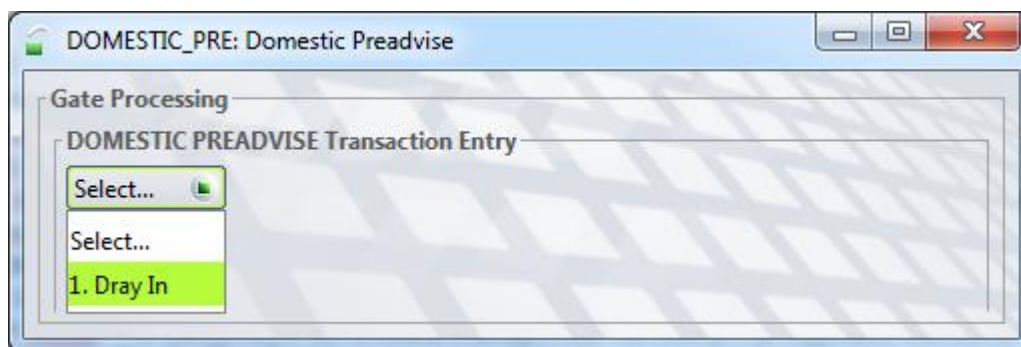 DOMESTIC_PRE: Domestic Preadvise
Gate Processing
DOMESTIC PREADVISE Transaction Entry
Select...
Select...
1. Dray In